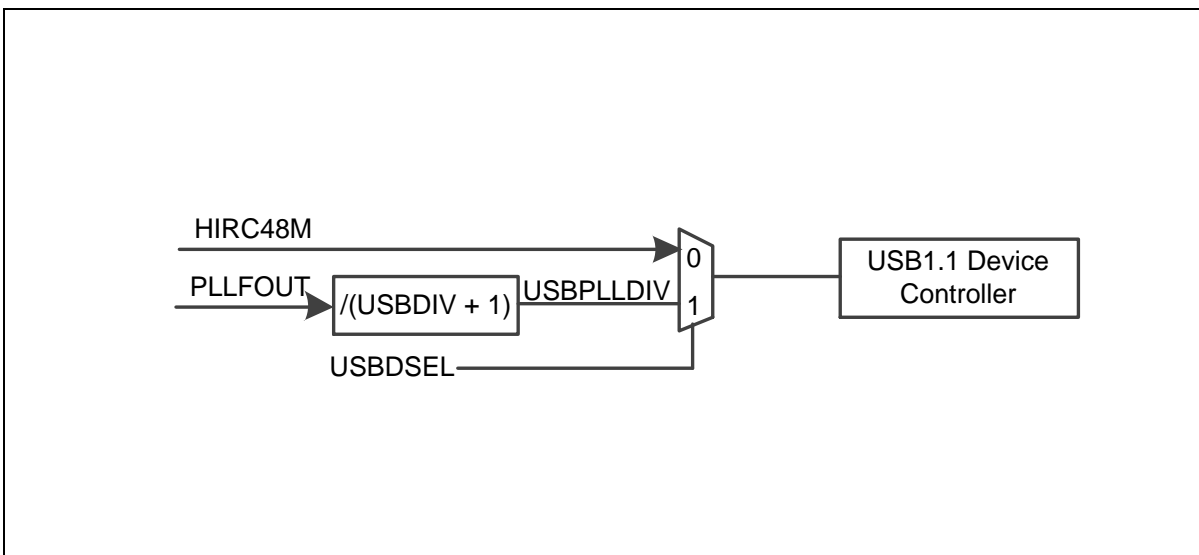 HIRC48M
0
PLLFOUT
/(USBDIV + 1)
USBPLLDIV
1
USBDSEL
USB1.1 Device
Controller